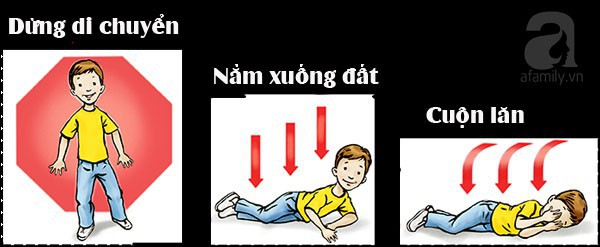 Dừng di chuyển
Nằm xuống đất
Cuộn lăn
a
afamily.vn